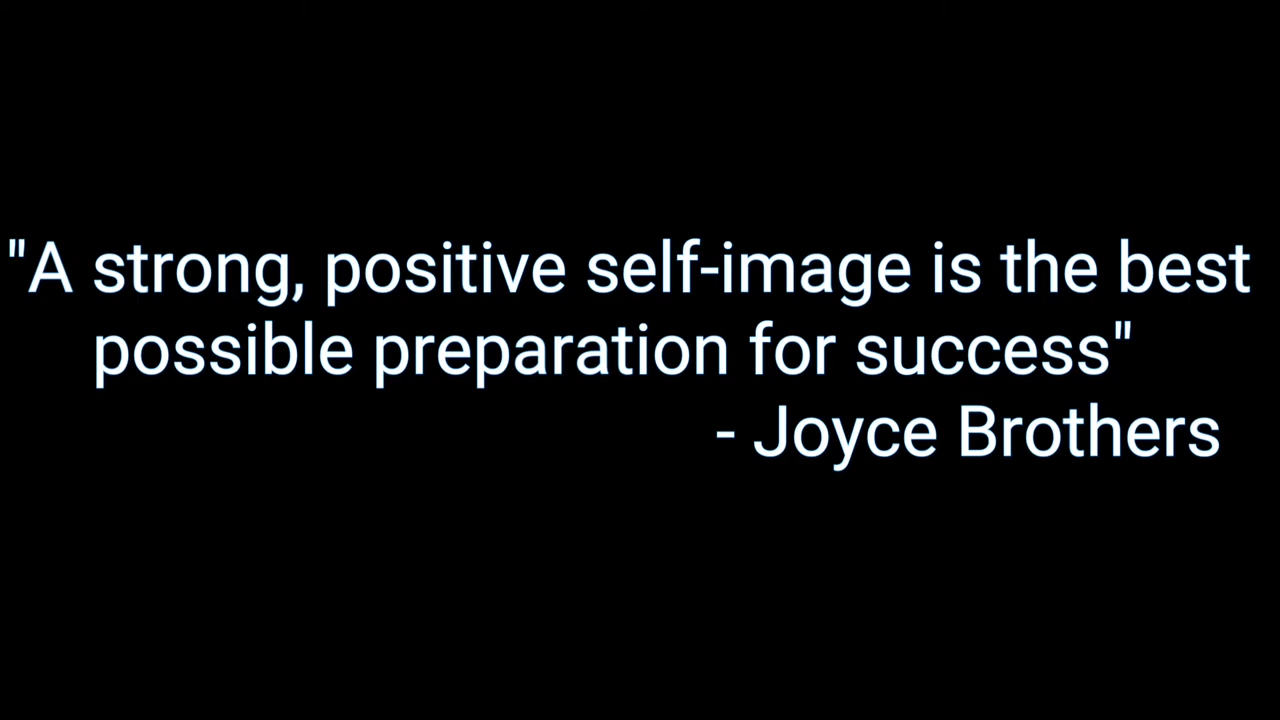 "A strong, positive self-image is the best
possible preparation for success"
- Joyce Brothers